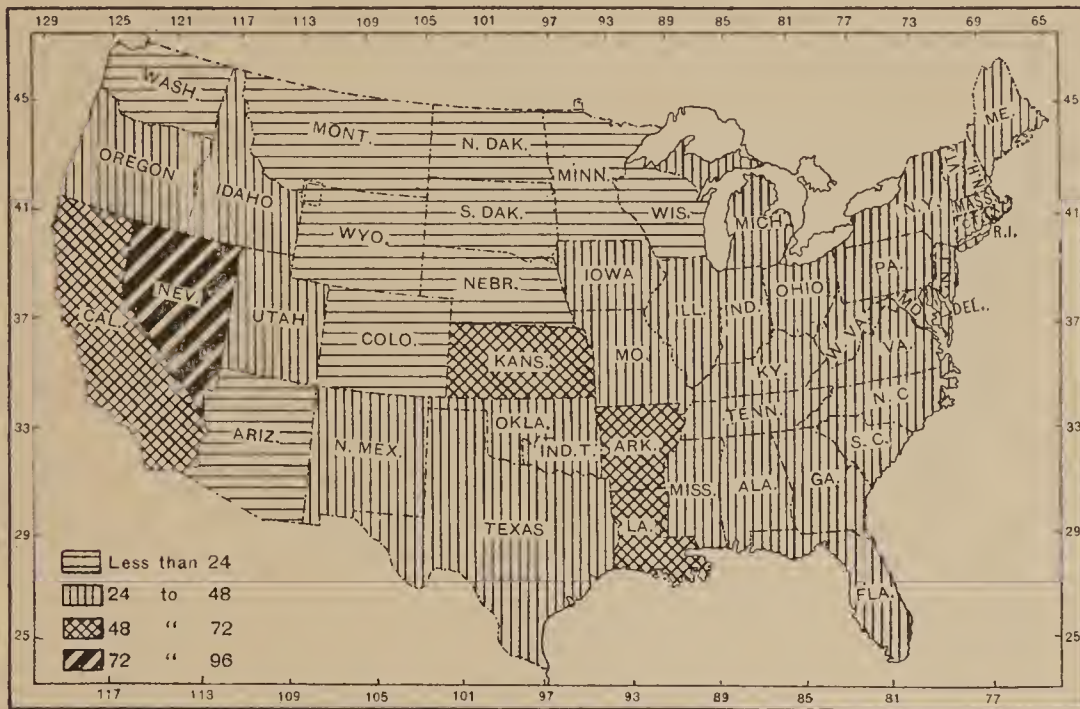 129 125 121 117 113 109 105 101 97 93 89 85 81 77 73 69 65
45 45
41 41
37 37
33 33
29 29
25 25
WASH.
MONT.
N. DAK.
MINN.
ME.
OREGON
IDAHO
S. DAK.
WIS.
MICH.
N.Y.
VT.
N.H.
MASS.
CT.
R.I.
WYO.
NEBR.
IOWA
PA.
N.J.
NEV.
UTAH
ILL.
IND.
OHIO
MD.
DEL.
CAL.
COLO.
KANS.
MO.
KY.
W.VA.
VA.
ARIZ.
N. MEX.
OKLA.
IND. T.
ARK.
TENN.
N. C
S. C.
TEXAS
LA.
MISS.
ALA.
GA.
FLA.
Less than 24
24 to 48
48 “ 72
72 “ 96
117 113 109 105 101 97 93 89 85 81 77